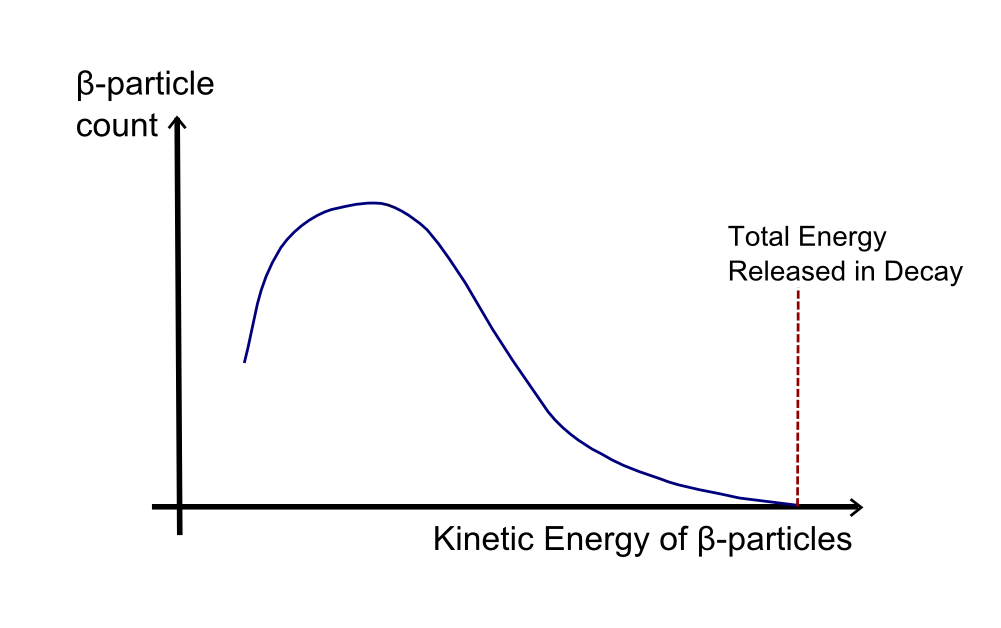 β-particle
count
Total Energy
Released in Decay
Kinetic Energy of β-particles